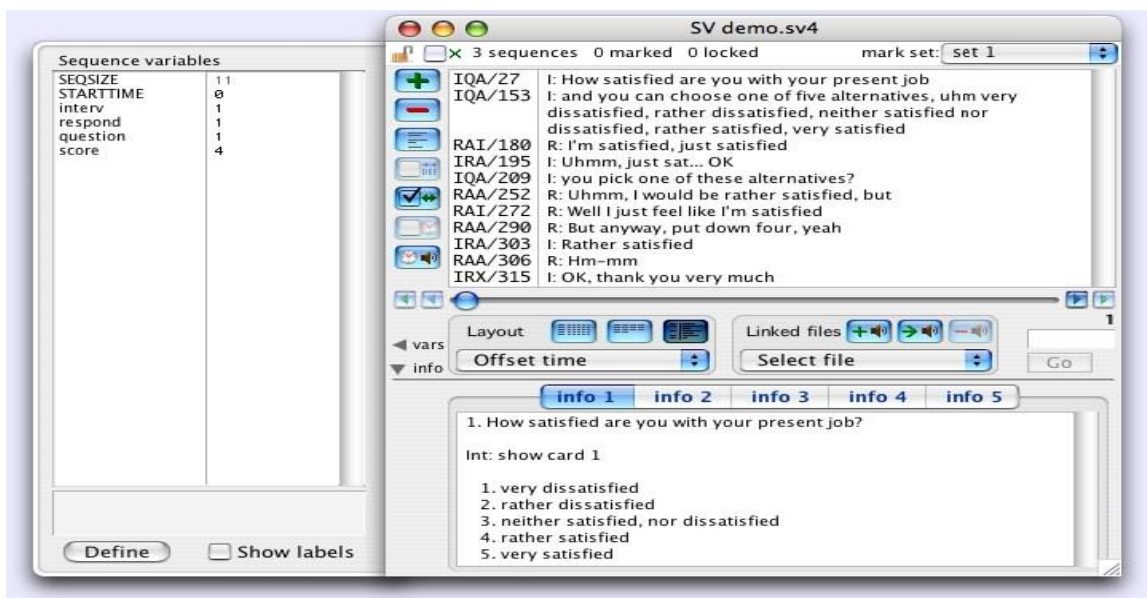 SV demo.sv4
3 sequences 0 marked 0 locked mark set: set 1
Sequence variables
SEQSIZE 11
STARTTIME 0
interv 1
respond 1
question 1
score 4
Define Show labels
IQA/27 I: How satisfied are you with your present job
IQA/153 I: and you can choose one of five alternatives, uhm very
dissatisfied, rather dissatisfied, neither satisfied nor
dissatisfied, rather satisfied, very satisfied
RAI/180 R: I'm satisfied, just satisfied
IRA/195 I: Uhmm, just sat... OK
IQA/209 I: you pick one of these alternatives?
RAA/252 R: Uhmm, I would be rather satisfied, but
RAI/272 R: Well I just feel like I'm satisfied
RAA/290 R: But anyway, put down four, yeah
IRA/303 I: Rather satisfied
RAA/306 R: Hm-mm
IRX/315 I: OK, thank you very much
1
vars
info
Layout
Offset time
Linked files
Select file
Go
info 1 info 2 info 3 info 4 info 5
1. How satisfied are you with your present job?
Int: show card 1
1. very dissatisfied
2. rather dissatisfied
3. neither satisfied, nor dissatisfied
4. rather satisfied
5. very satisfied